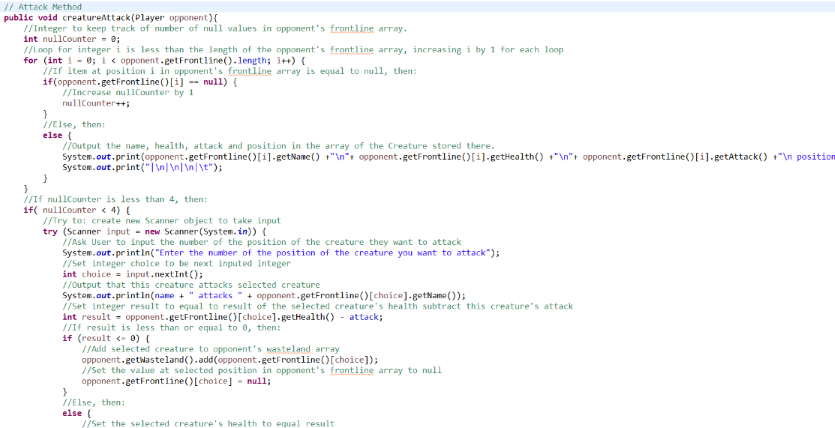 // Attack Method
public void creatureAttack(Player opponent){
//Integer to keep track of number of null values in opponent's frontline array.
int nullCounter = 0;
//Loop for integer i is less than the length of the opponent's frontline array, increasing i by 1 for each loop
for (int i = 0; i < opponent.getFrontline().length; i++) {
//If item at position i in opponent's frontline array is equal to null, then:
if(opponent.getFrontline()[i] == null) {
//Increase nullCounter by 1
nullCounter++;
}
//Else, then:
else {
//Output the name, health, attack and position in the array of the Creature stored there.
System.out.print(opponent.getFrontline()[i].getName() +"\n"+ opponent.getFrontline()[i].getHealth() +"\n"+ opponent.getFrontline()[i].getAttack() +"\n position
System.out.print("|\n|\n|\n|\t");
}
}
//If nullCounter is less than 4, then:
if( nullCounter < 4) {
//Try to: create new Scanner object to take input
try (Scanner input = new Scanner(System.in)) {
//Ask User to input the number of the position of the creature they want to attack
System.out.println("Enter the number of the position of the creature you want to attack");
//Set integer choice to be next inputed integer
int choice = input.nextInt();
//Output that this creature attacks selected creature
System.out.println(name + " attacks " + opponent.getFrontline()[choice].getName());
//Set integer result to equal to result of the selected creature's health subtract this creature's attack
int result = opponent.getFrontline()[choice].getHealth() - attack;
//If result is less than or equal to 0, then:
if (result <= 0) {
//Add selected creature to opponent's wasteland array
opponent.getWasteland().add(opponent.getFrontline()[choice]);
//Set the value at selected position in opponent's frontline array to null
opponent.getFrontline()[choice] = null;
}
//Else, then:
else {
//Set the selected creature's health to equal result